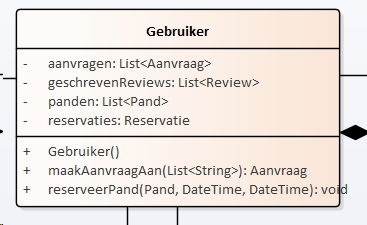 Gebruiker
- aanvragen: List<Aanvraag>
- geschrevenReviews: List<Review>
- panden: List<Pand>
- reservaties: Reservatie
+ Gebruiker()
+ maakAanvraagAan(List<String>): Aanvraag
+ reserveerPand(Pand, DateTime, DateTime): void